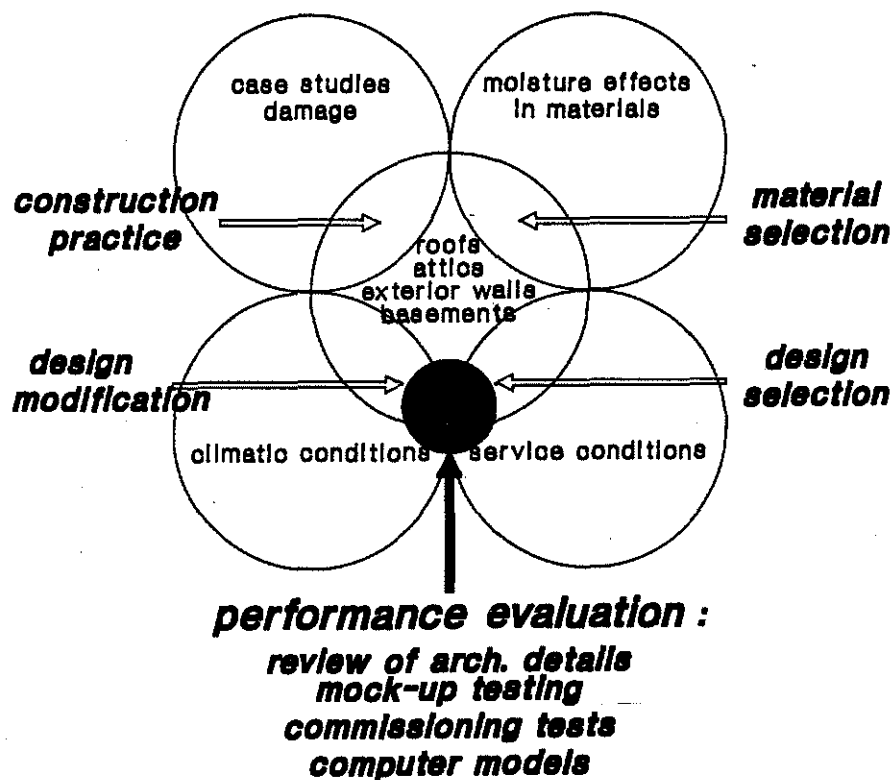 case studies
damage
moisture effects
in materials
construction
practice
material
selection
roofs
attics
exterior walls
basements
design
modification
design
selection
climatic conditions
service conditions
performance evaluation :
review of arch. details
mock-up testing
commissioning tests
computer models